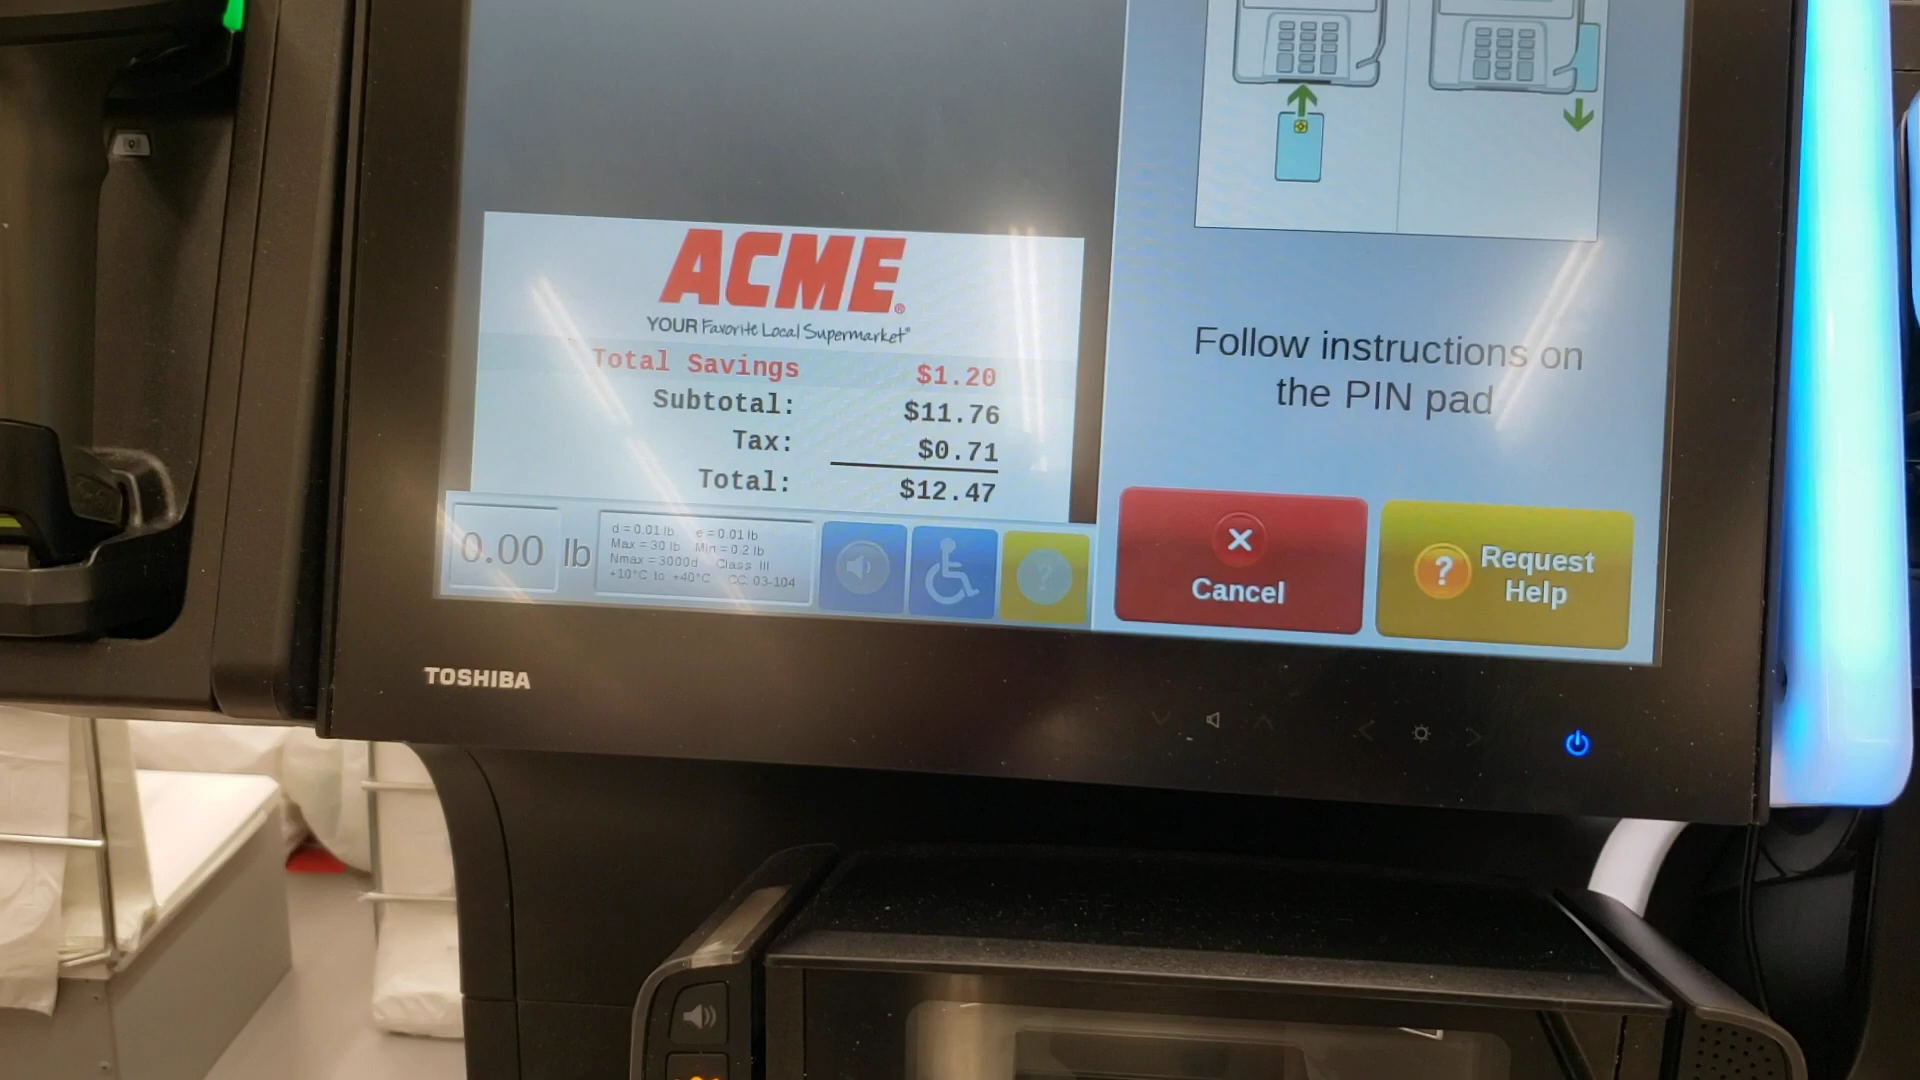 ACME®
YOUR Favorite Local Supermarket®
Total Savings $1.20
Subtotal: $11.76
Tax: $0.71
Total: $12.47
0.00 lb
d = 0.01 lb e = 0.01 lb
Max = 30 lb Min = 0.2 lb
Nmax = 3000d Class III
+10°C to +40°C CC: 03-104
?
Follow instructions on
the PIN pad
Cancel
?
Request
Help
TOSHIBA